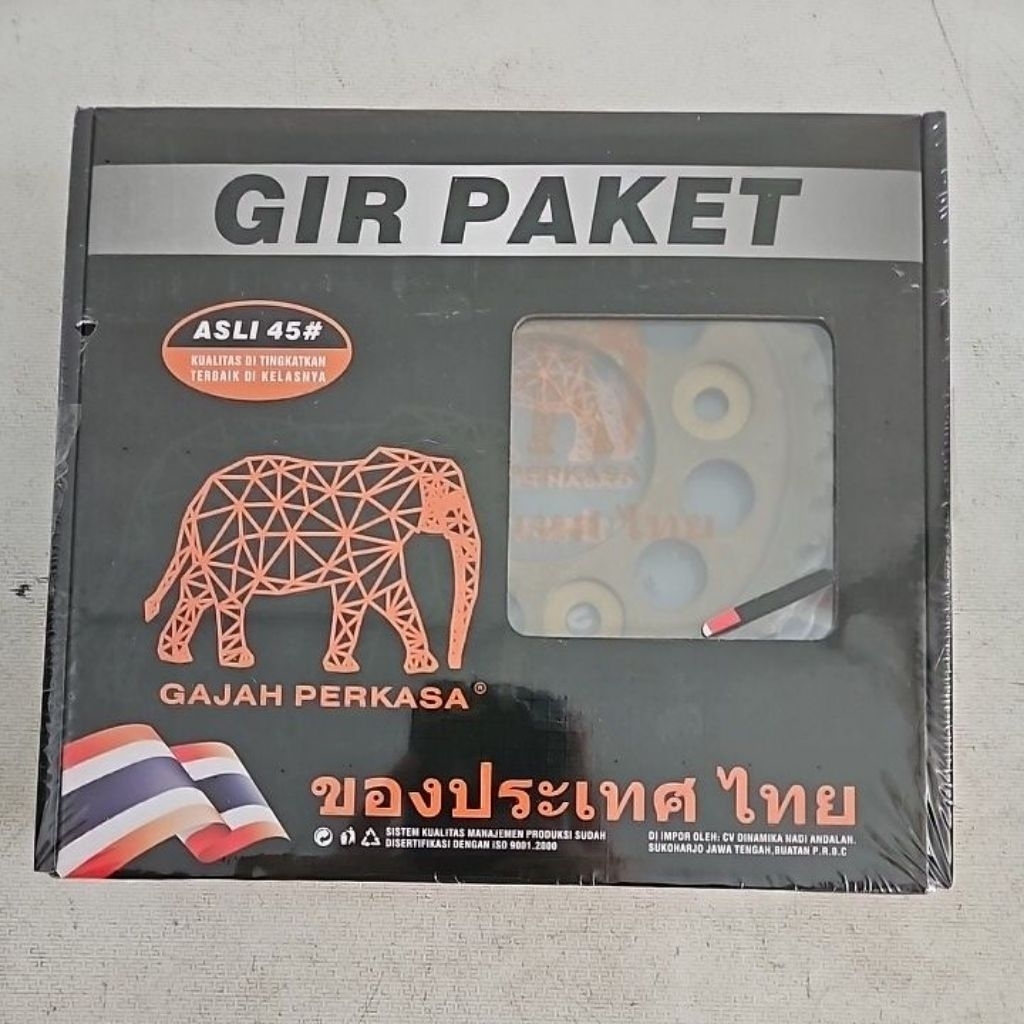 GIR PAKET
ASLI 45#
KUALITAS DI TINGKATKAN
TERBAIK DI KELASNYA
PERKASA
GAJAH PERKASA®
ของประเทศ ไทย
SISTEM KUALITAS MANAJEMEN PRODUKSI SUDAH
DISERTIFIKASI DENGAN ISO 9001.2000
DI IMPOR OLEH: CV DINAMIKA NADI ANDALAH.
SUKOHARJO JAWA TENGAH,BUATAN P.R.O.C